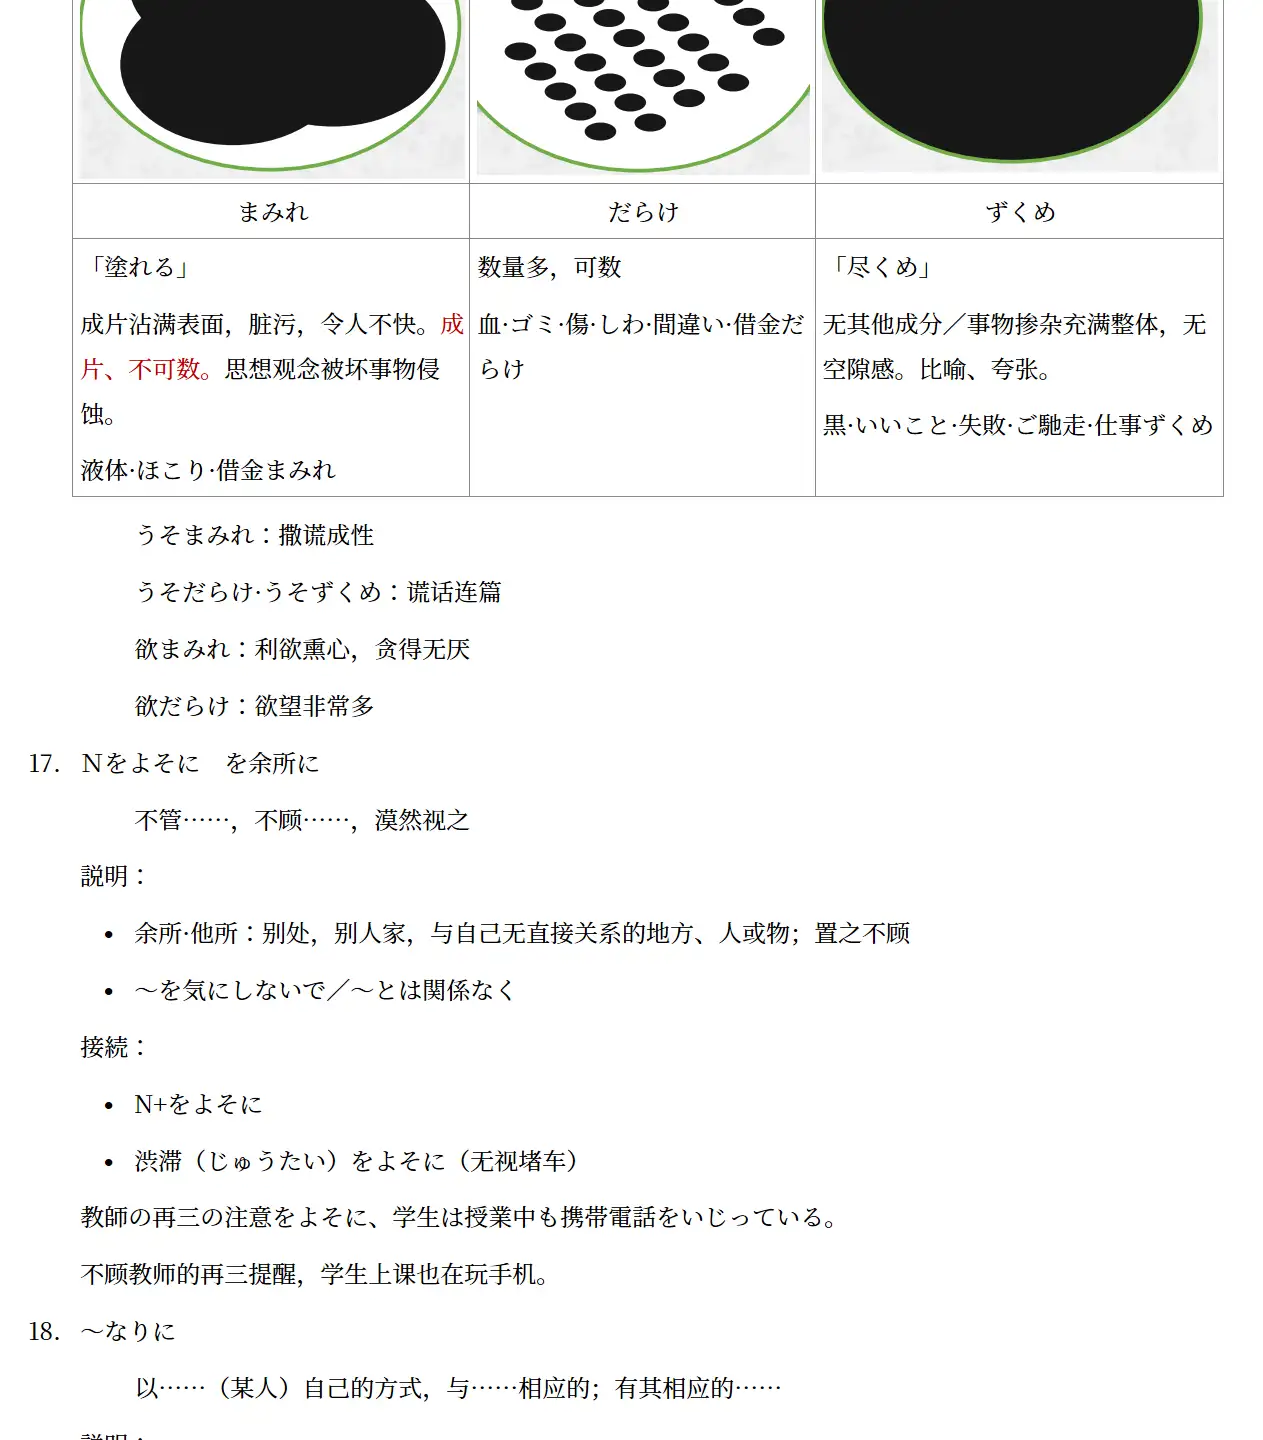 まみれ
だらけ
ずくめ
「塗れる」
成片沾满表面，脏污，令人不快。成
片、不可数。思想观念被坏事物侵
蚀。
液体·ほこり·借金まみれ
数量多，可数
血·ゴミ·傷·しわ·間違い·借金だ
らけ
「尽くめ」
无其他成分／事物掺杂充满整体，无
空隙感。比喻、夸张。
黒·いいこと·失敗·ご馳走·仕事ずくめ
うそまみれ：撒谎成性
うそだらけ·うそずくめ：谎话连篇
欲まみれ：利欲熏心，贪得无厌
欲だらけ：欲望非常多
17. Ｎをよそに　を余所に
不管……，不顾……，漠然视之
説明：
• 余所·他所：别处，别人家，与自己无直接关系的地方、人或物；置之不顾
• ～を気にしないで／～とは関係なく
接続：
• N+をよそに
• 渋滞（じゅうたい）をよそに（无视堵车）
教師の再三の注意をよそに、学生は授業中も携帯電話をいじっている。
不顾教师的再三提醒，学生上课也在玩手机。
18. ～なりに
以……（某人）自己的方式，与……相应的；有其相应的……
説明：